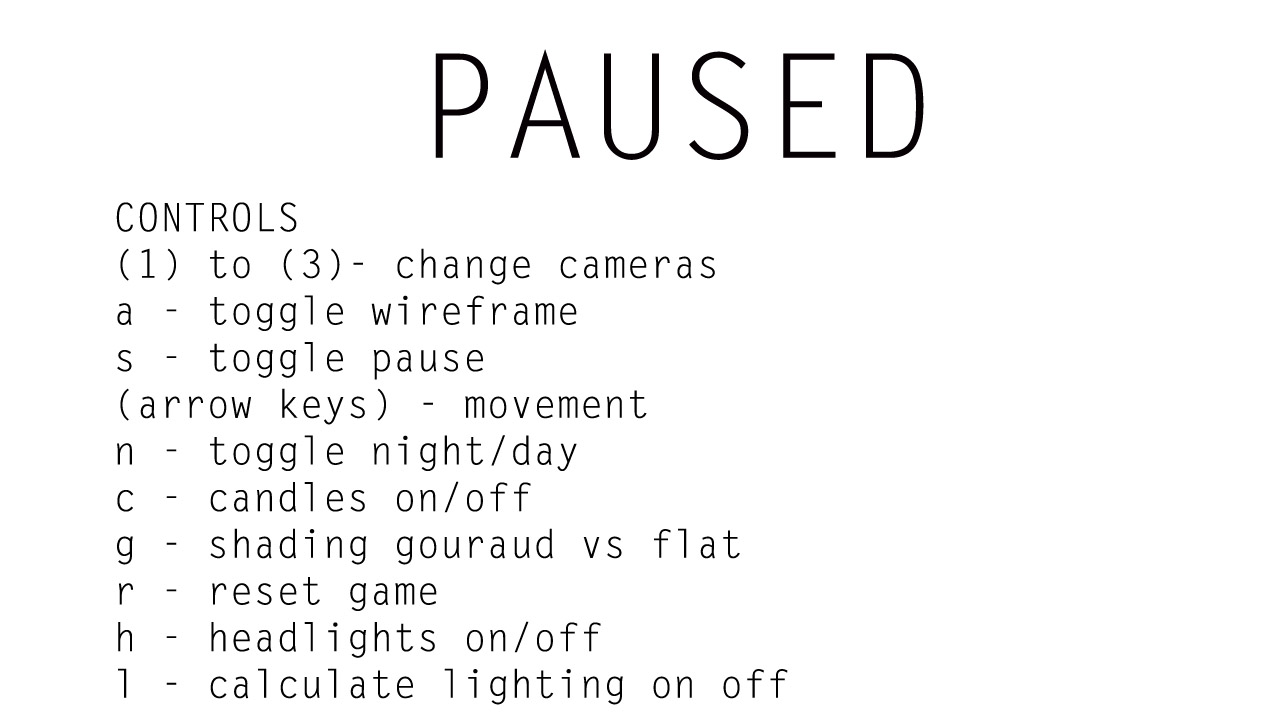 PAUSED
CONTROLS
(1) to (3)- change cameras
a - toggle wireframe
s - toggle pause
(arrow keys) - movement
n - toggle night/day
c - candles on/off
g - shading gouraud vs flat
r - reset game
h - headlights on/off
l - calculate lighting on off